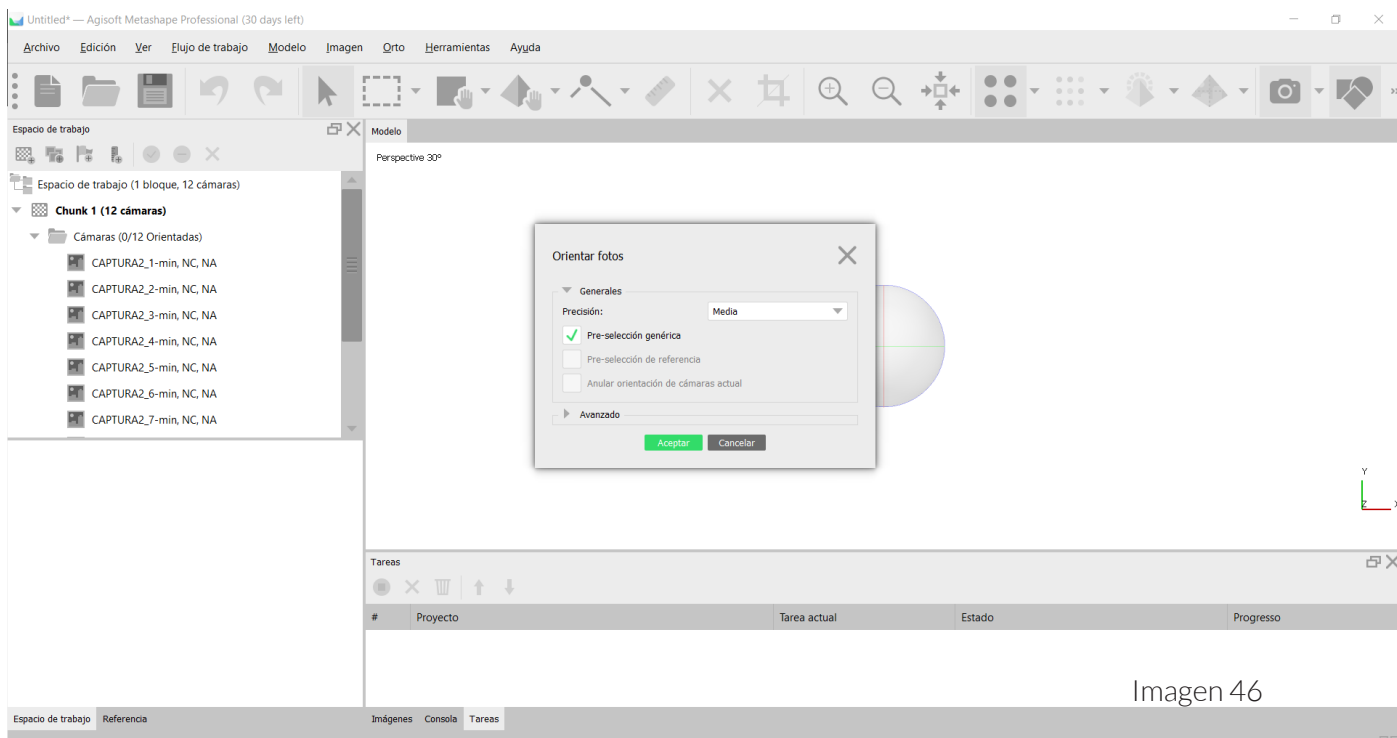 Untitled* — Agisoft Metashape Professional (30 days left)
Archivo Edición Ver Flujo de trabajo Modelo Imagen Orto Herramientas Ayuda
Espacio de trabajo
Modelo
Perspective 30°
Espacio de trabajo (1 bloque, 12 cámaras)
Chunk 1 (12 cámaras)
Cámaras (0/12 Orientadas)
CAPTURA2_1-min, NC, NA
CAPTURA2_2-min, NC, NA
CAPTURA2_3-min, NC, NA
CAPTURA2_4-min, NC, NA
CAPTURA2_5-min, NC, NA
CAPTURA2_6-min, NC, NA
CAPTURA2_7-min, NC, NA
Orientar fotos
Generales
Precisión: Media
Pre-selección genérica
Pre-selección de referencia
Anular orientación de cámaras actual
Avanzado
Aceptar Cancelar
Y
Z X
Tareas
# Proyecto Tarea actual Estado Progresso
Imagen 46
Espacio de trabajo Referencia
Imágenes Consola Tareas